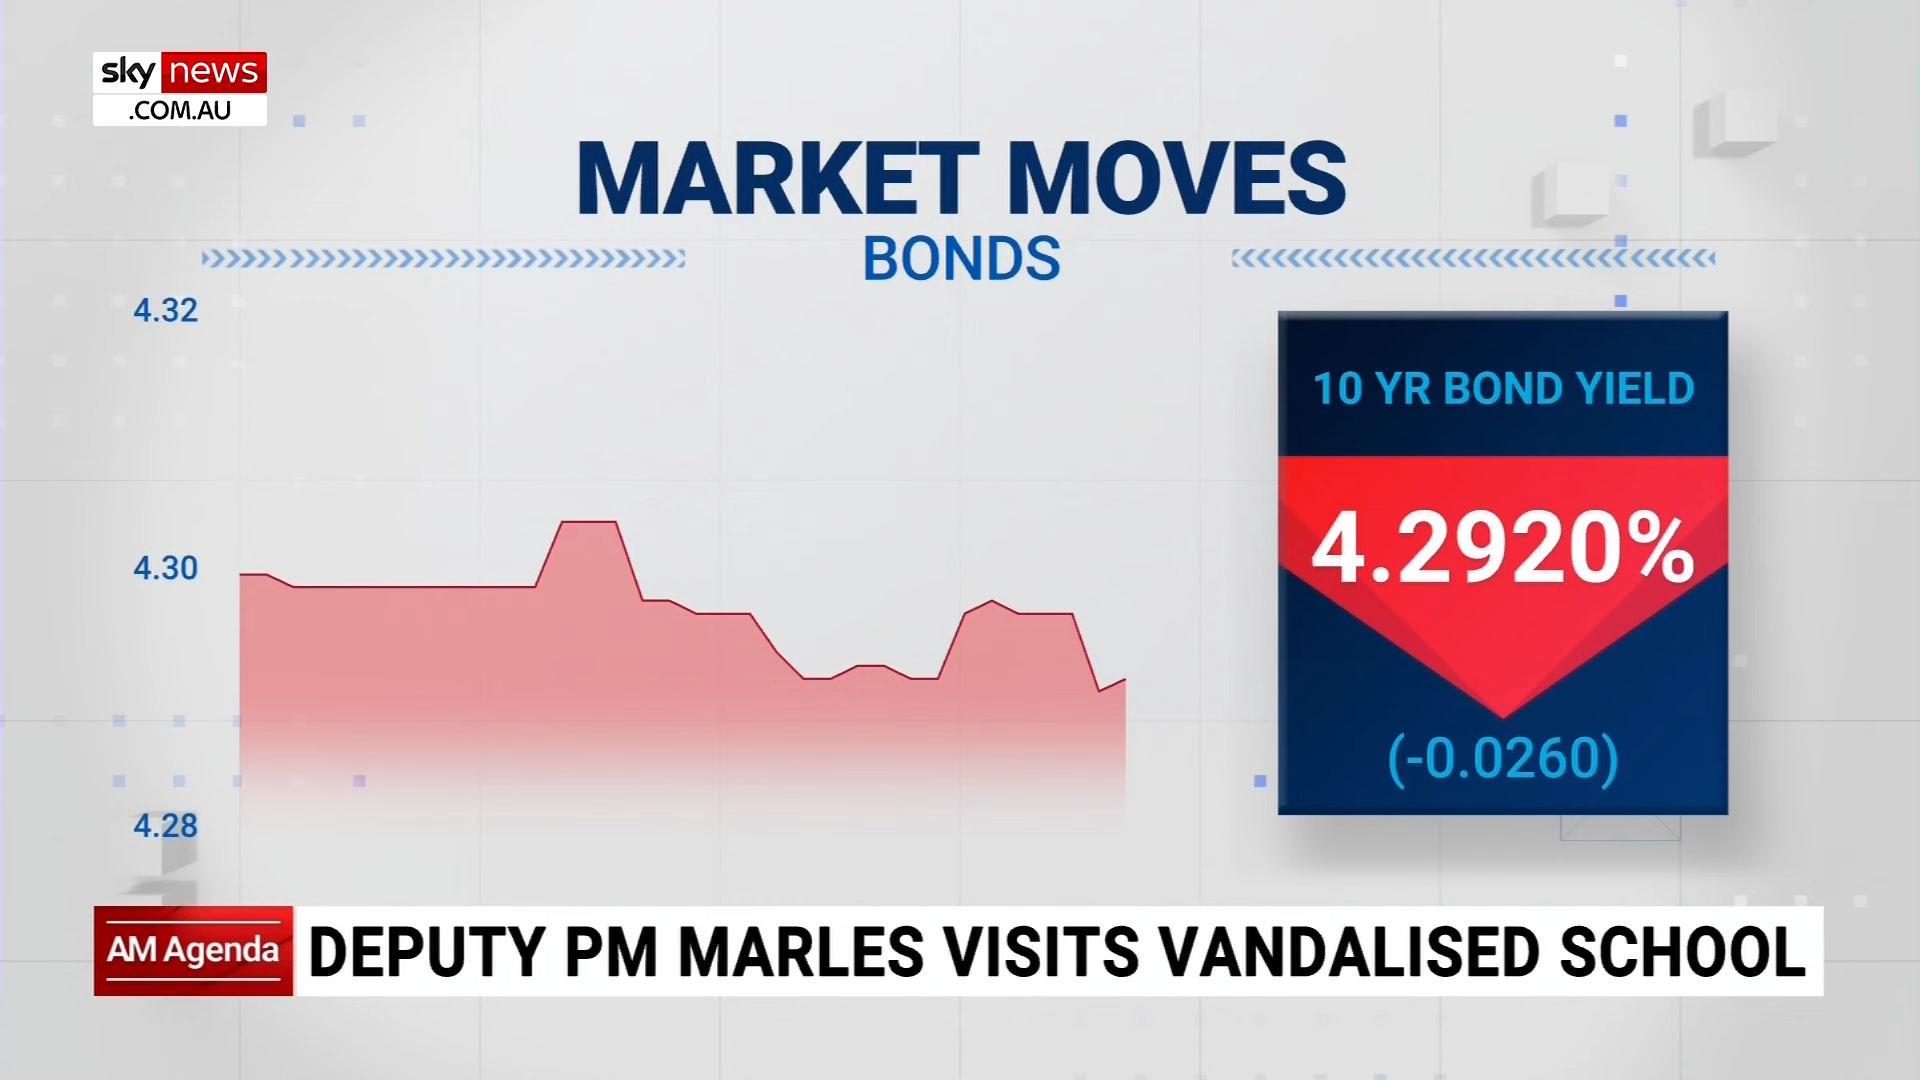 sky news
.COM.AU
MARKET MOVES
BONDS
4.32
4.30
4.28
10 YR BOND YIELD
4.2920%
(-0.0260)
AM Agenda
DEPUTY PM MARLES VISITS VANDALISED SCHOOL